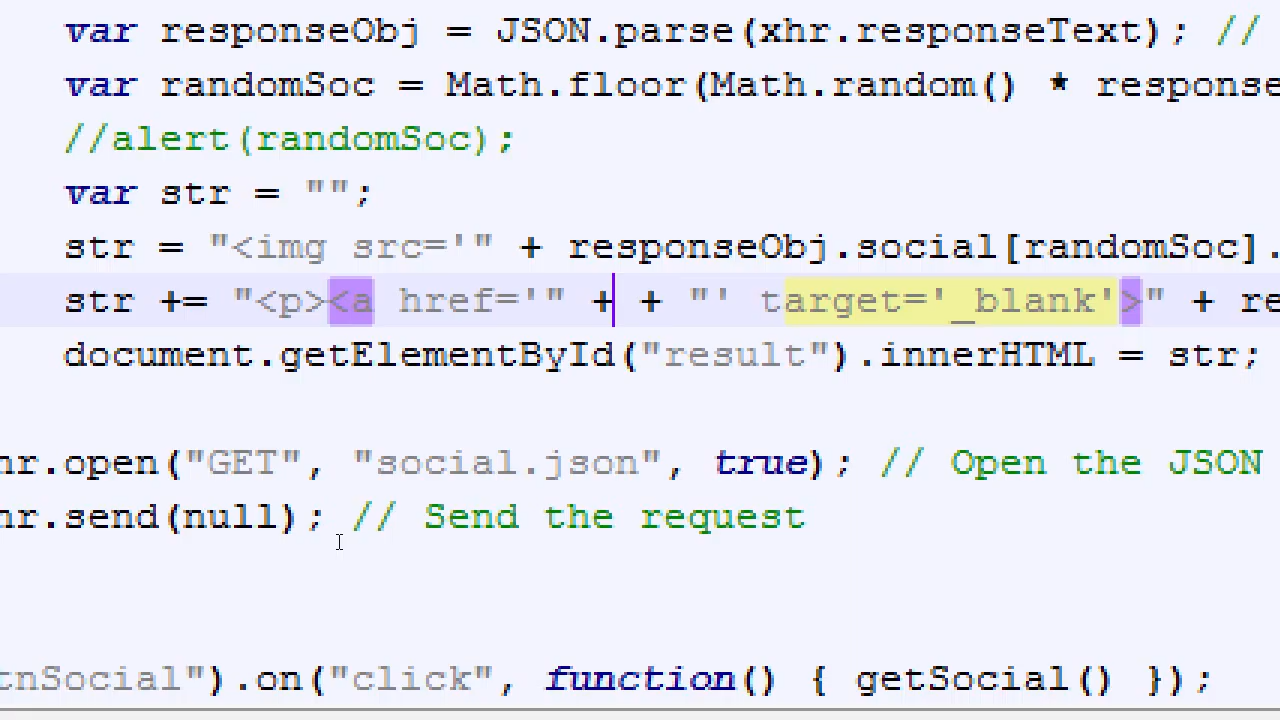 var responseObj = JSON.parse(xhr.responseText); //
var randomSoc = Math.floor(Math.random() * response
//alert(randomSoc);
var str = "";
str = "<img src='" + responseObj.social[randomSoc].
str += "<p><a href='" + + "' target='_blank'>" + re
document.getElementById("result").innerHTML = str;
hr.open("GET", "social.json", true); // Open the JSON
hr.send(null); // Send the request
tnSocial").on("click", function() { getSocial() });